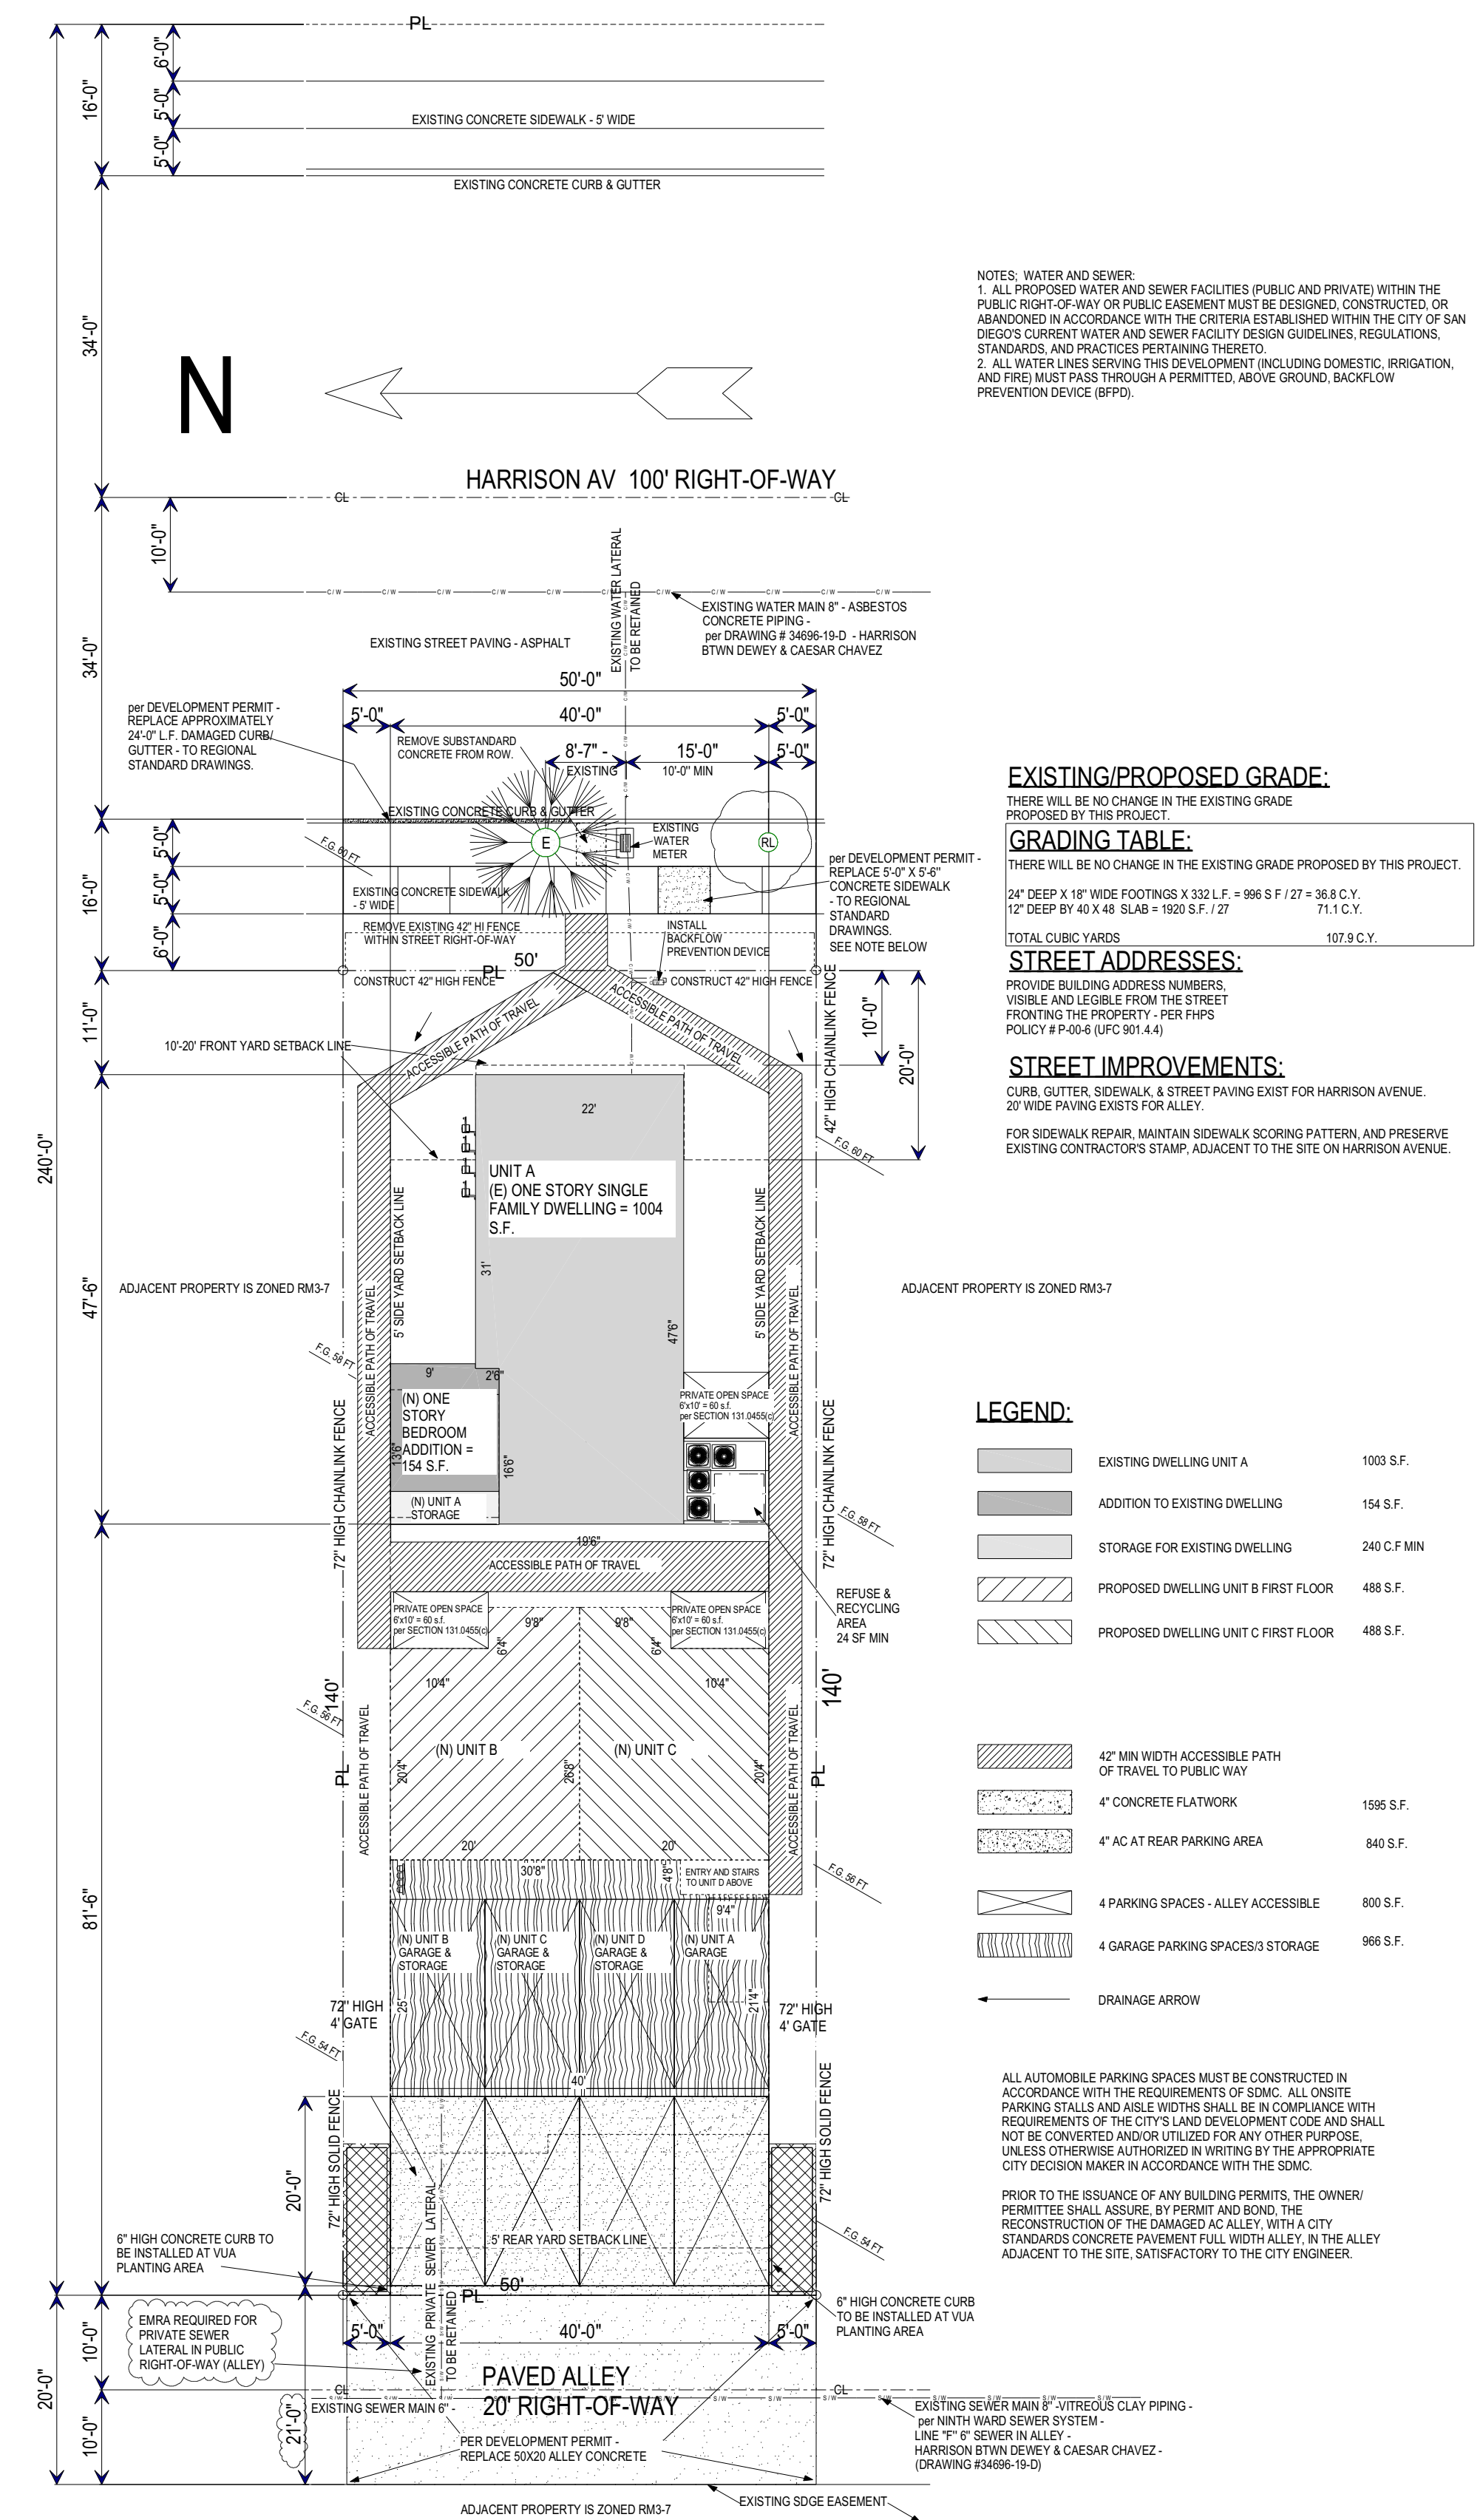 PL
6'-0"
16'-0"
5'-0"
EXISTING CONCRETE SIDEWALK - 5' WIDE
5'-0"
EXISTING CONCRETE CURB & GUTTER
34'-0"
N
NOTES; WATER AND SEWER:
1. ALL PROPOSED WATER AND SEWER FACILITIES (PUBLIC AND PRIVATE) WITHIN THE
PUBLIC RIGHT-OF-WAY OR PUBLIC EASEMENT MUST BE DESIGNED, CONSTRUCTED, OR
ABANDONED IN ACCORDANCE WITH THE CRITERIA ESTABLISHED WITHIN THE CITY OF SAN
DIEGO'S CURRENT WATER AND SEWER FACILITY DESIGN GUIDELINES, REGULATIONS,
STANDARDS, AND PRACTICES PERTAINING THERETO.
2. ALL WATER LINES SERVING THIS DEVELOPMENT (INCLUDING DOMESTIC, IRRIGATION,
AND FIRE) MUST PASS THROUGH A PERMITTED, ABOVE GROUND, BACKFLOW
PREVENTION DEVICE (BFPD).
HARRISON AV 100' RIGHT-OF-WAY
CL
CL
10'-0"
C/W C/W C/W C/W C/W C/W C/W C/W C/W C/W C/W
EXISTING WATER LATERAL
TO BE RETAINED
EXISTING WATER MAIN 8" - ASBESTOS
CONCRETE PIPING -
per DRAWING # 34696-19-D - HARRISON
BTWN DEWEY & CAESAR CHAVEZ
EXISTING STREET PAVING - ASPHALT
34'-0"
50'-0"
5'-0"
40'-0"
5'-0"
per DEVELOPMENT PERMIT -
REPLACE APPROXIMATELY
24'-0" L.F. DAMAGED CURB/
GUTTER - TO REGIONAL
STANDARD DRAWINGS.
REMOVE SUBSTANDARD
CONCRETE FROM ROW.
8'-7" -
EXISTING
15'-0"
10'-0" MIN
5'-0"
EXISTING CONCRETE CURB & GUTTER
E
EXISTING
WATER
METER
RL
F.G. 60 FT
5'-0"
16'-0"
5'-0"
6'-0"
EXISTING CONCRETE SIDEWALK
- 5' WIDE
per DEVELOPMENT PERMIT -
REPLACE 5'-0" X 5'-6"
CONCRETE SIDEWALK
- TO REGIONAL
STANDARD
DRAWINGS.
SEE NOTE BELOW
REMOVE EXISTING 42" HI FENCE
WITHIN STREET RIGHT-OF-WAY
INSTALL
BACKFLOW
PREVENTION DEVICE
PL 50'
CONSTRUCT 42" HIGH FENCE
CONSTRUCT 42" HIGH FENCE
EXISTING/PROPOSED GRADE:
THERE WILL BE NO CHANGE IN THE EXISTING GRADE
PROPOSED BY THIS PROJECT.
GRADING TABLE:
THERE WILL BE NO CHANGE IN THE EXISTING GRADE PROPOSED BY THIS PROJECT.
24" DEEP X 18" WIDE FOOTINGS X 332 L.F. = 996 S F / 27 = 36.8 C.Y.
12" DEEP BY 40 X 48 SLAB = 1920 S.F. / 27 71.1 C.Y.
TOTAL CUBIC YARDS 107.9 C.Y.
STREET ADDRESSES:
PROVIDE BUILDING ADDRESS NUMBERS,
VISIBLE AND LEGIBLE FROM THE STREET
FRONTING THE PROPERTY - PER FHPS
POLICY # P-00-6 (UFC 901.4.4)
STREET IMPROVEMENTS:
CURB, GUTTER, SIDEWALK, & STREET PAVING EXIST FOR HARRISON AVENUE.
20' WIDE PAVING EXISTS FOR ALLEY.
FOR SIDEWALK REPAIR, MAINTAIN SIDEWALK SCORING PATTERN, AND PRESERVE
EXISTING CONTRACTOR'S STAMP, ADJACENT TO THE SITE ON HARRISON AVENUE.
11'-0"
ACCESSIBLE PATH OF TRAVEL
ACCESSIBLE PATH OF TRAVEL
42" HIGH CHAINLINK FENCE
10'-0"
20'-0"
10'-20' FRONT YARD SETBACK LINE
22'
F.G. 60 FT
240'-0"
47'-6"
UNIT A
(E) ONE STORY SINGLE
FAMILY DWELLING = 1004
S.F.
5' SIDE YARD SETBACK LINE
5' SIDE YARD SETBACK LINE
31'
47'6"
ADJACENT PROPERTY IS ZONED RM3-7
ADJACENT PROPERTY IS ZONED RM3-7
ACCESSIBLE PATH OF TRAVEL
ACCESSIBLE PATH OF TRAVEL
F.G. 58 FT
9'
2'6"
(N) ONE
STORY
BEDROOM
ADDITION =
154 S.F.
13'6"
16'6"
(N) UNIT A
STORAGE
PRIVATE OPEN SPACE
6'x10' = 60 s.f.
per SECTION 131.0455(c)
72" HIGH CHAINLINK FENCE
72" HIGH CHAINLINK FENCE
F.G. 58 FT
19'6"
ACCESSIBLE PATH OF TRAVEL
REFUSE &
RECYCLING
AREA
24 SF MIN
PRIVATE OPEN SPACE
6'x10' = 60 s.f.
per SECTION 131.0455(c)
PRIVATE OPEN SPACE
6'x10' = 60 s.f.
per SECTION 131.0455(c)
9'8"
9'8"
6'4"
6'4"
10'4"
10'4"
LEGEND:
EXISTING DWELLING UNIT A 1003 S.F.
ADDITION TO EXISTING DWELLING 154 S.F.
STORAGE FOR EXISTING DWELLING 240 C.F MIN
PROPOSED DWELLING UNIT B FIRST FLOOR 488 S.F.
PROPOSED DWELLING UNIT C FIRST FLOOR 488 S.F.
42" MIN WIDTH ACCESSIBLE PATH
OF TRAVEL TO PUBLIC WAY
4" CONCRETE FLATWORK 1595 S.F.
4" AC AT REAR PARKING AREA 840 S.F.
4 PARKING SPACES - ALLEY ACCESSIBLE 800 S.F.
4 GARAGE PARKING SPACES/3 STORAGE 966 S.F.
DRAINAGE ARROW
140'
140'
PL
PL
F.G. 56 FT
(N) UNIT B
(N) UNIT C
20'4"
26'8"
20'4"
ACCESSIBLE PATH OF TRAVEL
ACCESSIBLE PATH OF TRAVEL
20'
20'
30'8"
4'8"
ENTRY AND STAIRS
TO UNIT D ABOVE
F.G. 56 FT
9'4"
81'-6"
(N) UNIT B
GARAGE &
STORAGE
(N) UNIT C
GARAGE &
STORAGE
(N) UNIT D
GARAGE &
STORAGE
(N) UNIT A
GARAGE
25'
21'4"
72" HIGH
4' GATE
72" HIGH
4' GATE
F.G. 54 FT
40'
72" HIGH SOLID FENCE
72" HIGH SOLID FENCE
20'-0"
ALL AUTOMOBILE PARKING SPACES MUST BE CONSTRUCTED IN
ACCORDANCE WITH THE REQUIREMENTS OF SDMC. ALL ONSITE
PARKING STALLS AND AISLE WIDTHS SHALL BE IN COMPLIANCE WITH
REQUIREMENTS OF THE CITY'S LAND DEVELOPMENT CODE AND SHALL
NOT BE CONVERTED AND/OR UTILIZED FOR ANY OTHER PURPOSE,
UNLESS OTHERWISE AUTHORIZED IN WRITING BY THE APPROPRIATE
CITY DECISION MAKER IN ACCORDANCE WITH THE SDMC.
PRIOR TO THE ISSUANCE OF ANY BUILDING PERMITS, THE OWNER/
PERMITTEE SHALL ASSURE, BY PERMIT AND BOND, THE
RECONSTRUCTION OF THE DAMAGED AC ALLEY, WITH A CITY
STANDARDS CONCRETE PAVEMENT FULL WIDTH ALLEY, IN THE ALLEY
ADJACENT TO THE SITE, SATISFACTORY TO THE CITY ENGINEER.
5' REAR YARD SETBACK LINE
F.G. 54 FT
6" HIGH CONCRETE CURB TO
BE INSTALLED AT VUA
PLANTING AREA
EXISTING PRIVATE SEWER LATERAL
TO BE RETAINED
PL 50'
6" HIGH CONCRETE CURB
TO BE INSTALLED AT VUA
PLANTING AREA
EMRA REQUIRED FOR
PRIVATE SEWER
LATERAL IN PUBLIC
RIGHT-OF-WAY (ALLEY)
5'-0"
40'-0"
5'-0"
20'-0"
10'-0"
10'-0"
21'-0"
PAVED ALLEY
20' RIGHT-OF-WAY
CL
CL
EXISTING SEWER MAIN 6" -
EXISTING SEWER MAIN 8" -VITREOUS CLAY PIPING -
per NINTH WARD SEWER SYSTEM -
LINE "F" 6" SEWER IN ALLEY -
HARRISON BTWN DEWEY & CAESAR CHAVEZ -
(DRAWING #34696-19-D)
PER DEVELOPMENT PERMIT -
REPLACE 50X20 ALLEY CONCRETE
EXISTING SDGE EASEMENT
ADJACENT PROPERTY IS ZONED RM3-7